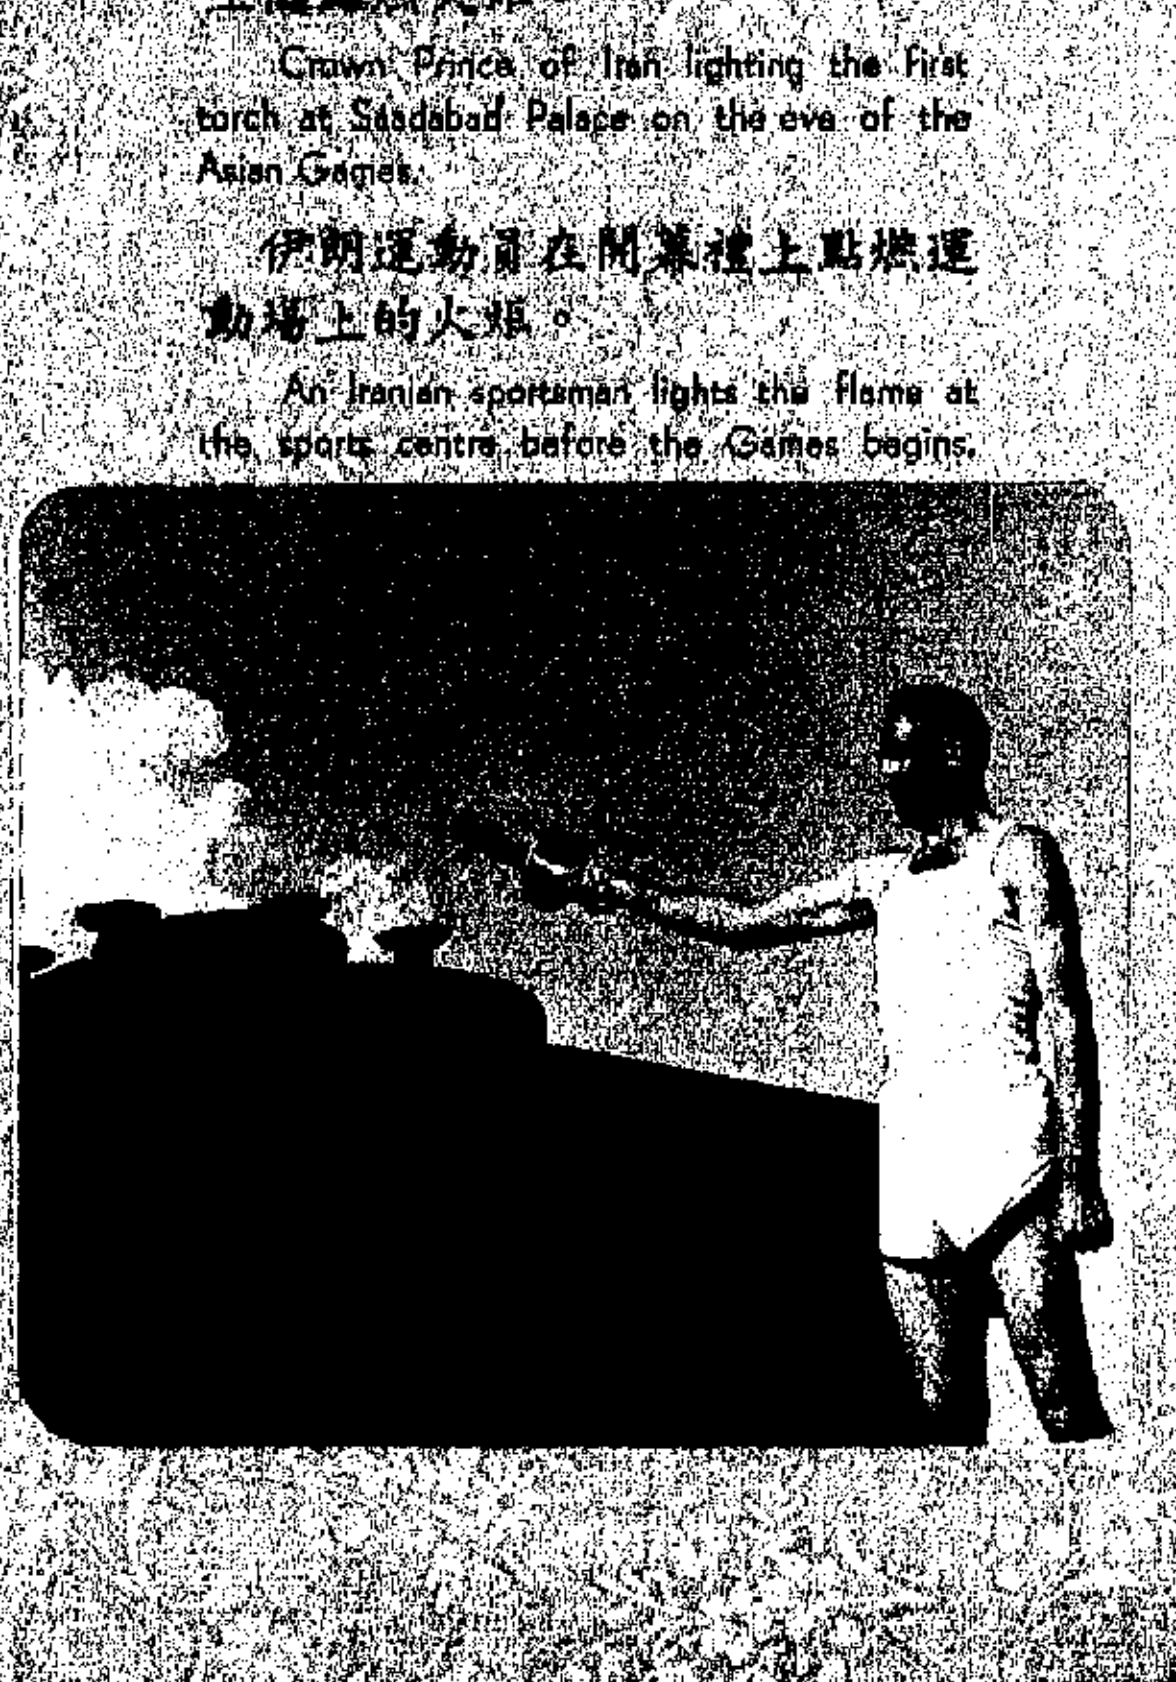 Crown Prince of Iran lighting the first
torch at Saadabad Palace on the eve of the
Asian Games.
伊朗運動員在開幕禮上點燃運
動場上的火炬。
An Iranian sportsman lights the flame at
the sports centre before the Games begins.